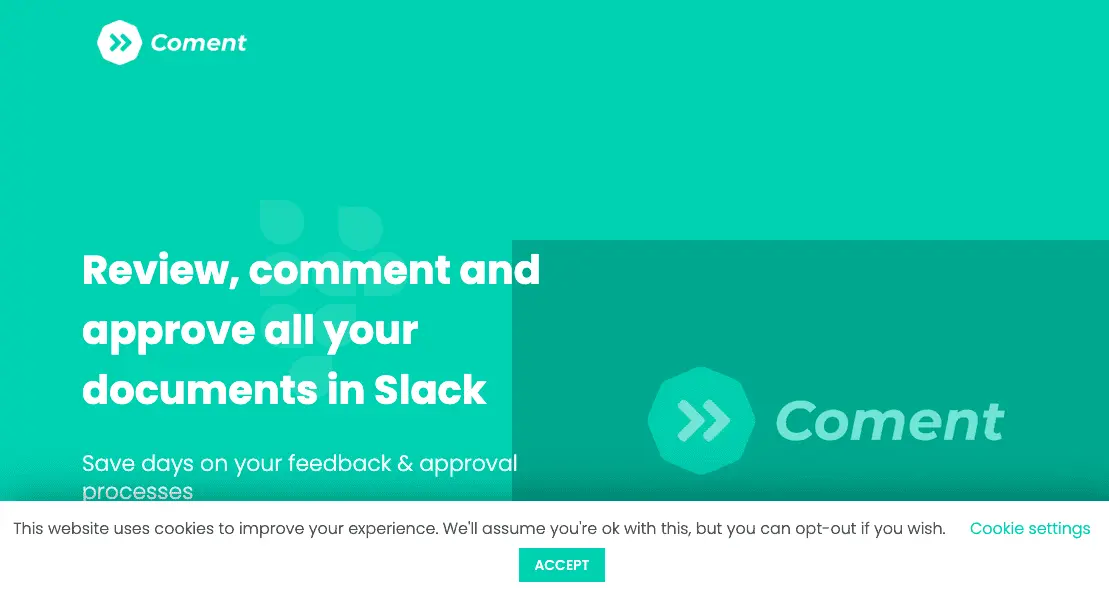 Coment
Review, comment and
approve all your
documents in Slack
Coment
Save days on your feedback & approval
processes
This website uses cookies to improve your experience. We'll assume you're ok with this, but you can opt-out if you wish. Cookie settings
ACCEPT